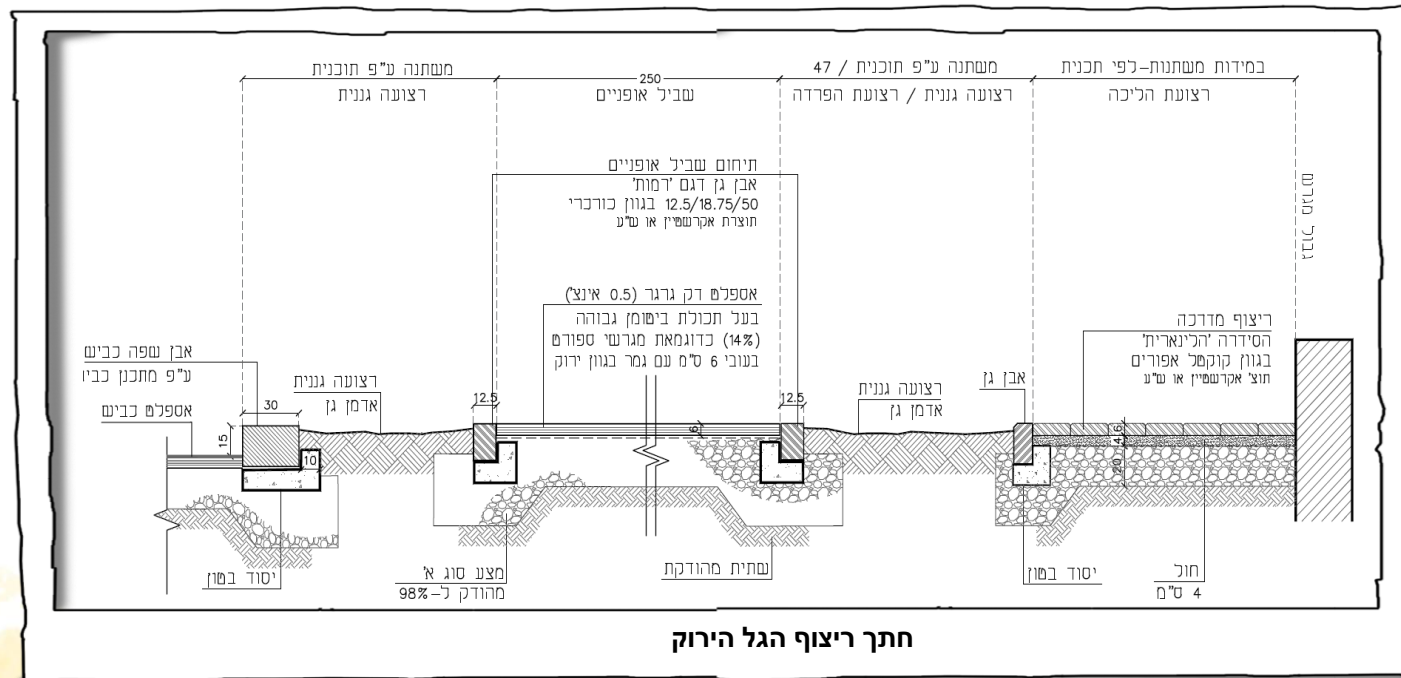 במידות משתנות-לפי תכנית
רצועת הליכה
משתנה ע"פ תוכנית / 47
רצועה גננית / רצועת הפרדה
250
שביל אופניים
משתנה ע"פ תוכנית
רצועה גננית
גבול מגרש
תיחום שביל אופניים
אבן גן דגם 'רמות'
12.5/18.75/50 בגוון כורכרי
תוצרת אקרשטיין או ש"ע
אספלט דק גרגר (0.5 אינצ')
בעל תכולת ביטומן גבוהה
(14%) כדוגמאת מגרשי ספורט
בעובי 6 ס"מ עם גמר בגוון ירוק
ריצוף מדרכה
הסידרה 'הלינארית'
בגוון קוקטל אפורים
תוצ' אקרשטיין או ש"ע
אבן גן
רצועה גננית
אדמן גן
רצועה גננית
אדמן גן
אבן שפה כביש
ע"פ מתכנן כביש
אספלט כביש
30
15
10
12.5
12.5
6
6
4
20
חול
4 ס"מ
יסוד בטון
שתית מהודקת
מצע סוג א'
מהודק ל-98%
יסוד בטון
חתך ריצוף הגל הירוק